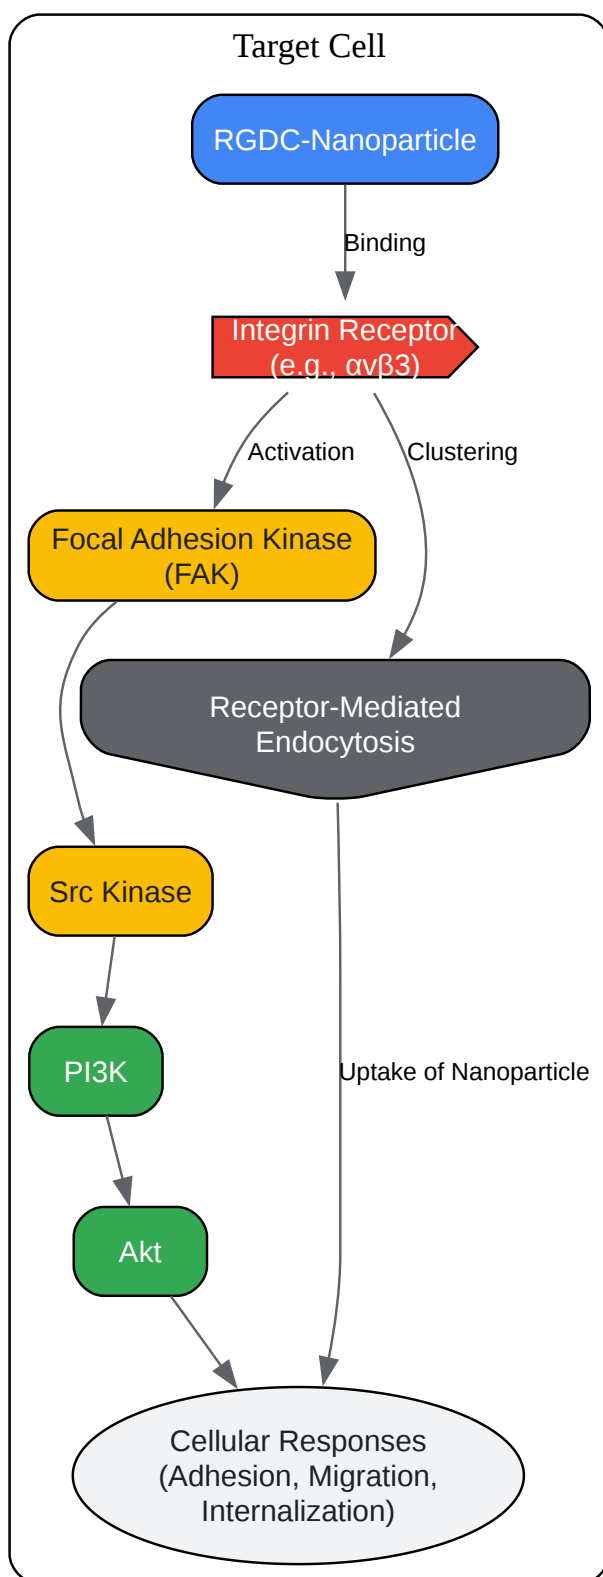 Target Cell
RGDC-Nanoparticle
Binding
Integrin Receptor
(e.g., αvβ3)
Activation
Clustering
Focal Adhesion Kinase
(FAK)
Receptor-Mediated
Endocytosis
Src Kinase
PI3K
Uptake of Nanoparticle
Akt
Cellular Responses
(Adhesion, Migration,
Internalization)